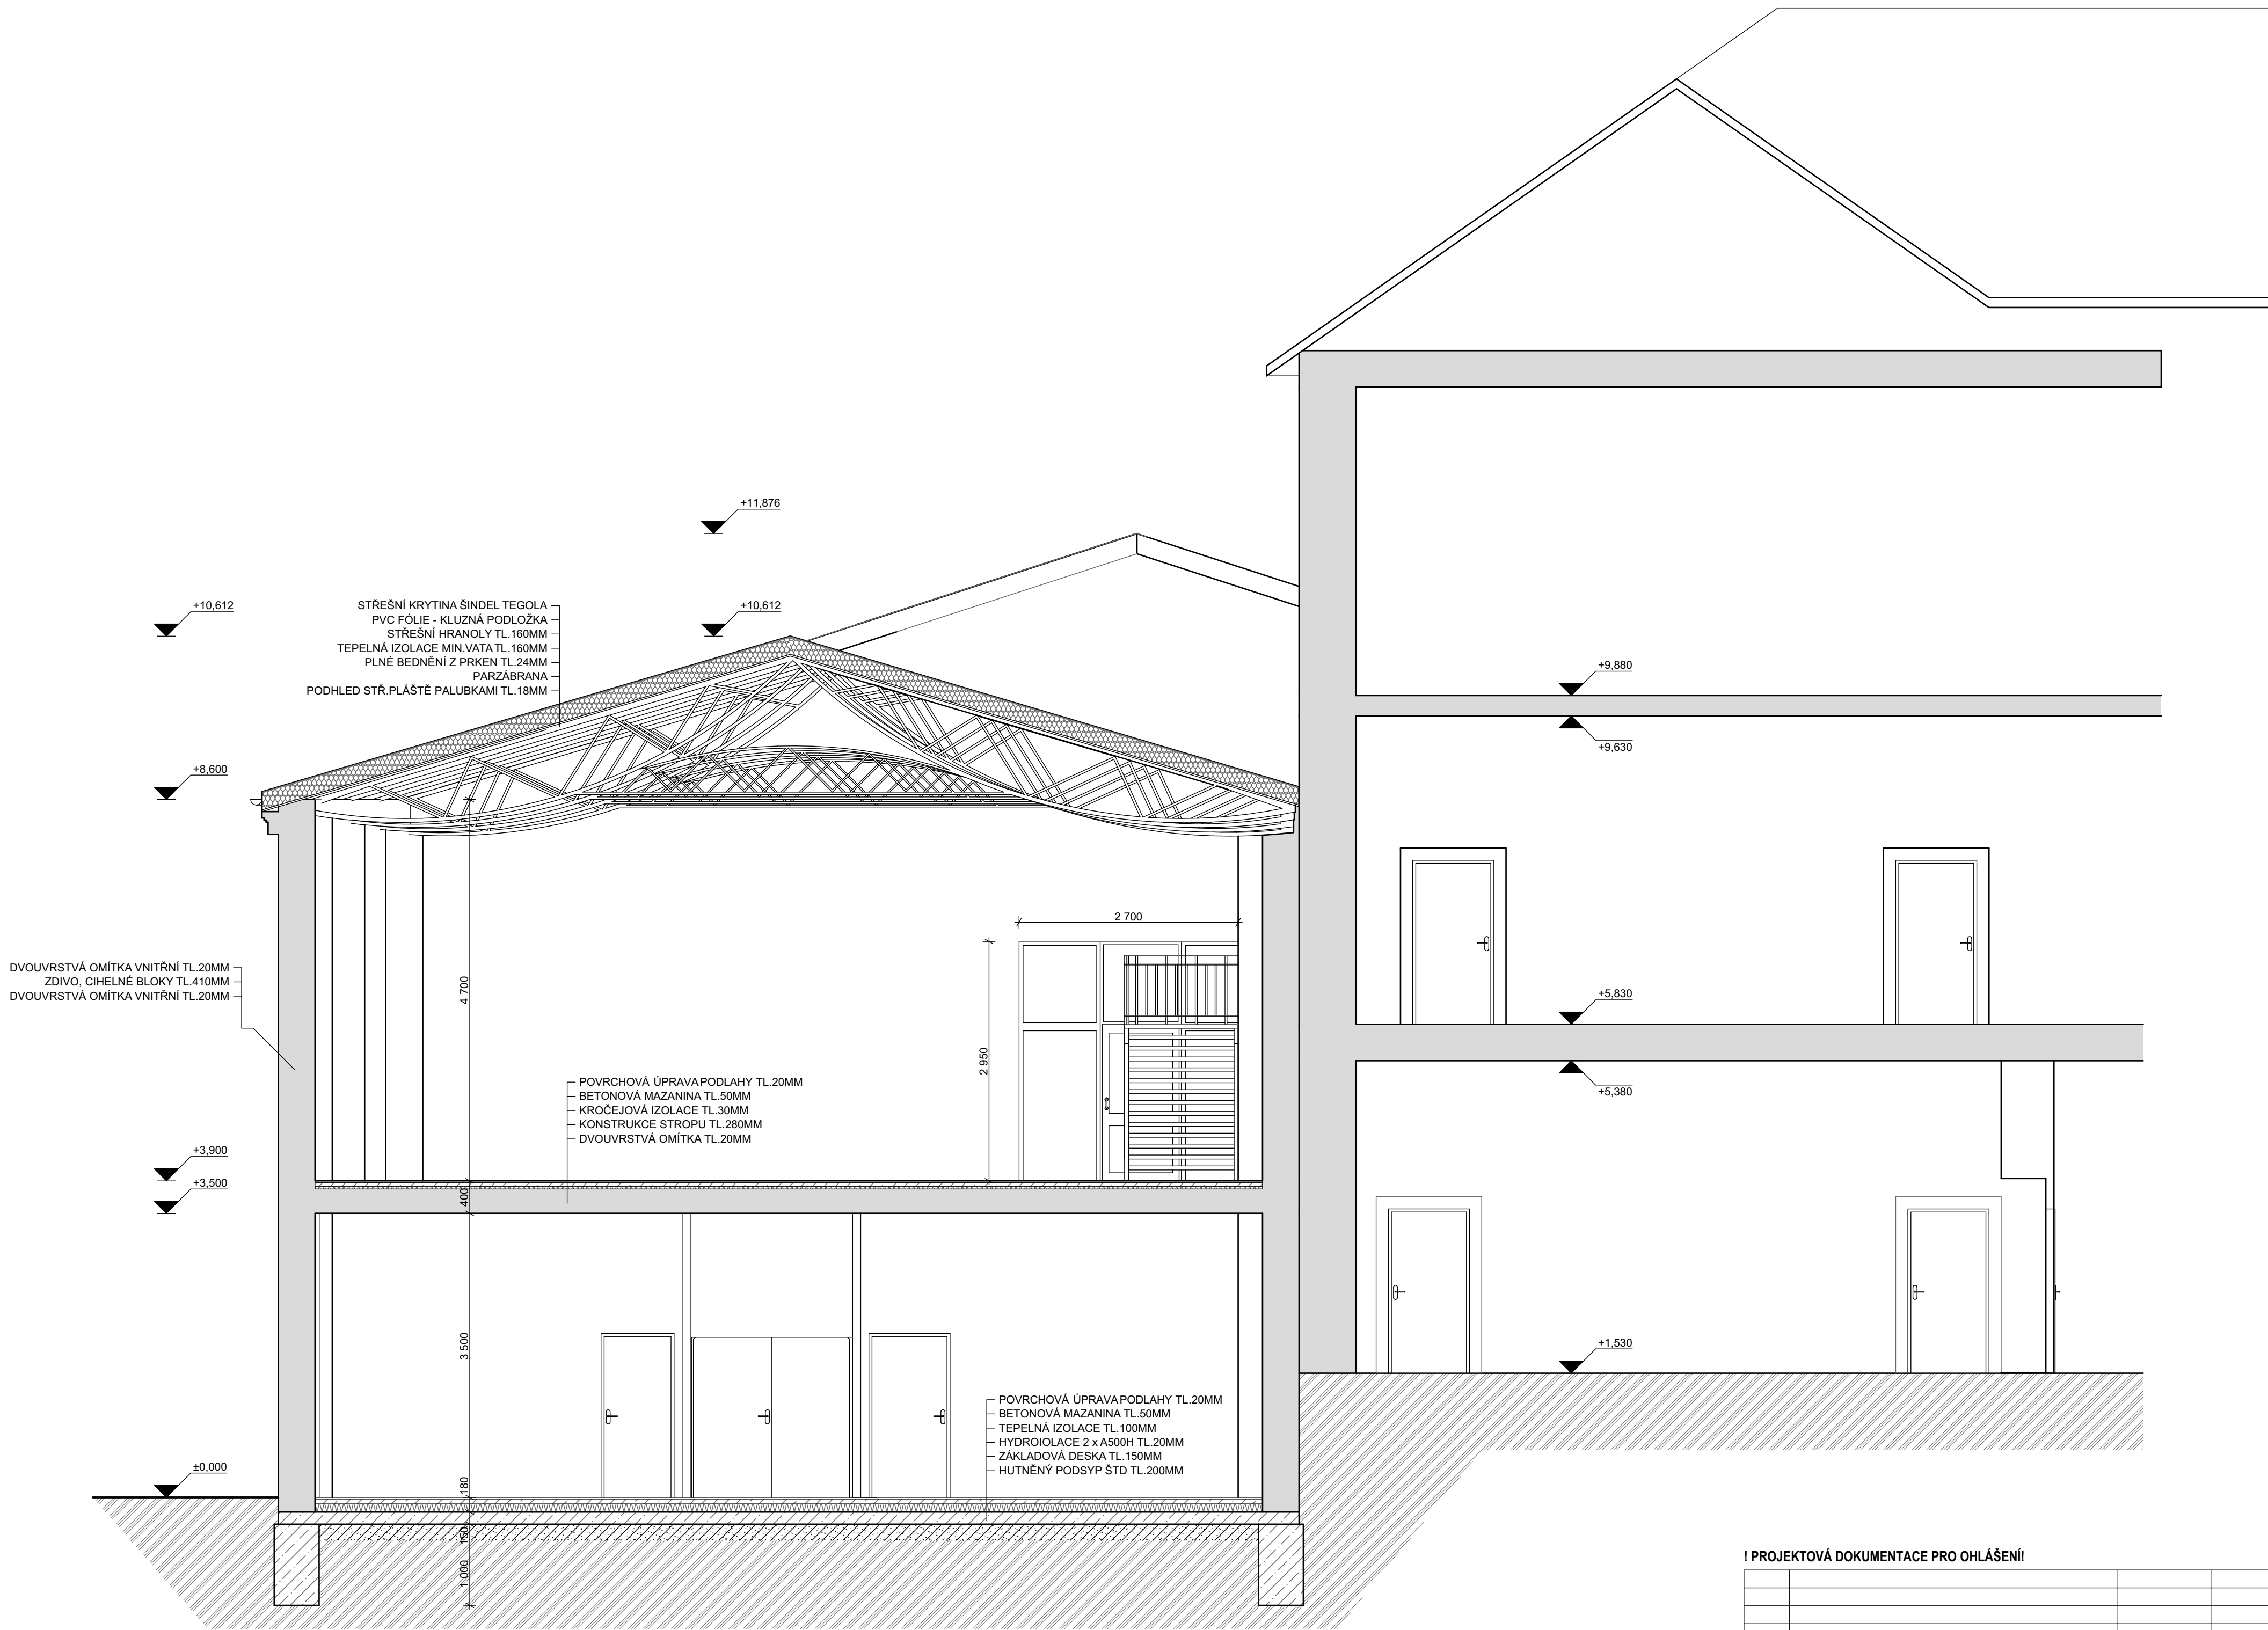 +11,876
+10,612
+10,612
STŘEŠNÍ KRYTINA ŠINDEL TEGOLA
PVC FÓLIE - KLUZNÁ PODLOŽKA
STŘEŠNÍ HRANOLY TL.160MM
TEPELNÁ IZOLACE MIN.VATA TL.160MM
PLNÉ BEDNĚNÍ Z PRKEN TL.24MM
PARZÁBRANA
PODHLED STŘ.PLÁŠTĚ PALUBKAMI TL.18MM
+9,880
+9,630
+8,600
2 700
DVOUVRSTVÁ OMÍTKA VNITŘNÍ TL.20MM
ZDIVO, CIHELNÉ BLOKY TL.410MM
DVOUVRSTVÁ OMÍTKA VNITŘNÍ TL.20MM
4 700
2 950
+5,830
+5,380
POVRCHOVÁ ÚPRAVA PODLAHY TL.20MM
BETONOVÁ MAZANINA TL.50MM
KROČEJOVÁ IZOLACE TL.30MM
KONSTRUKCE STROPU TL.280MM
DVOUVRSTVÁ OMÍTKA TL.20MM
+3,900
+3,500
400
3 500
+1,530
POVRCHOVÁ ÚPRAVA PODLAHY TL.20MM
BETONOVÁ MAZANINA TL.50MM
TEPELNÁ IZOLACE TL.100MM
HYDROIOLACE 2 x A500H TL.20MM
ZÁKLADOVÁ DESKA TL.150MM
HUTNĚNÝ PODSYP ŠTD TL.200MM
±0,000
180
150
1 000
! PROJEKTOVÁ DOKUMENTACE PRO OHLÁŠENÍ!